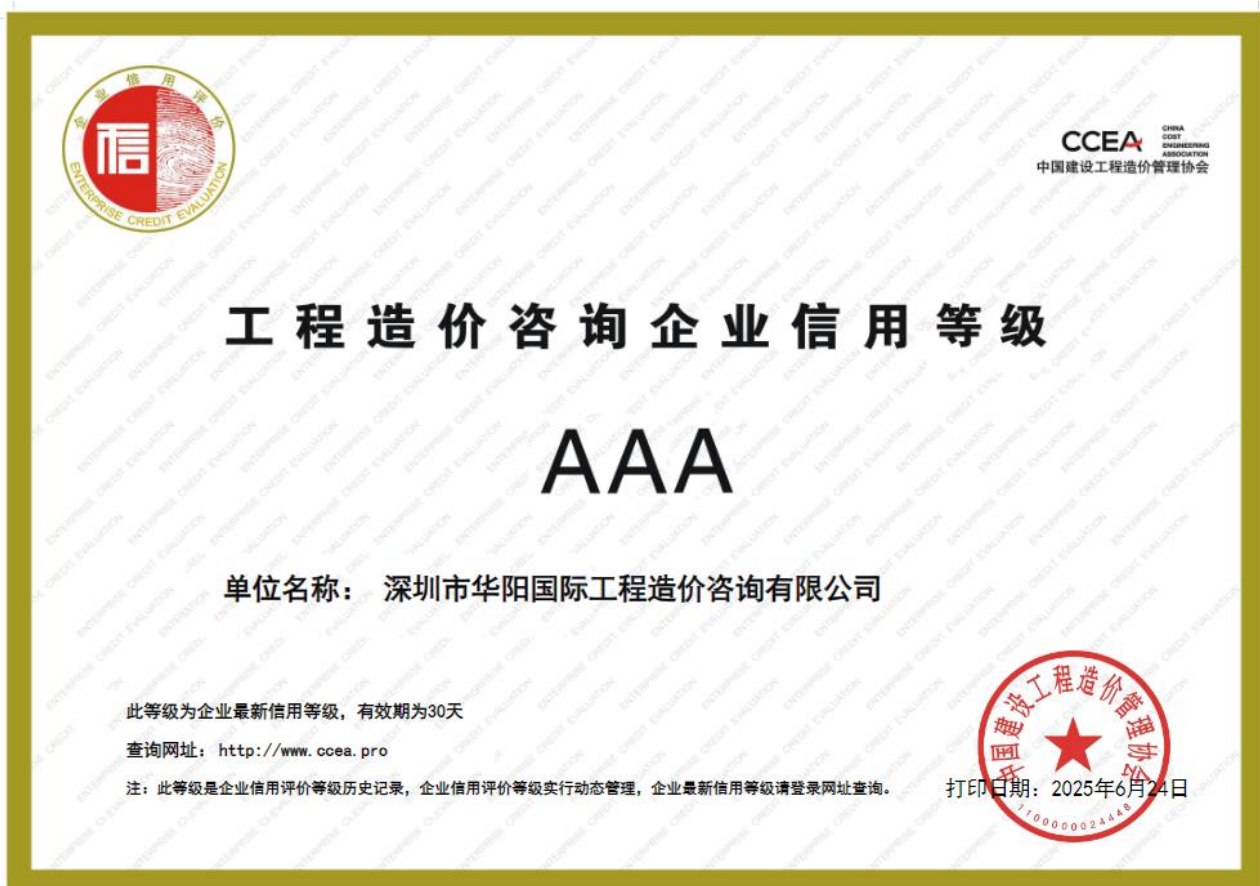 企业信用评价
信
ENTERPRISE CREDIT EVALUATION
CCEA
CHINA
COST
ENGINEERING
ASSOCIATION
中国建设工程造价管理协会
工程造价咨询企业信用等级
AAA
单位名称： 深圳市华阳国际工程造价咨询有限公司
此等级为企业最新信用等级，有效期为30天
查询网址：http://www.ccea.pro
注：此等级是企业信用评价等级历史记录，企业信用评价等级实行动态管理，企业最新信用等级请登录网址查询。
打印日期：2025年6月24日
中国建设工程造价管理协会
1100000024448